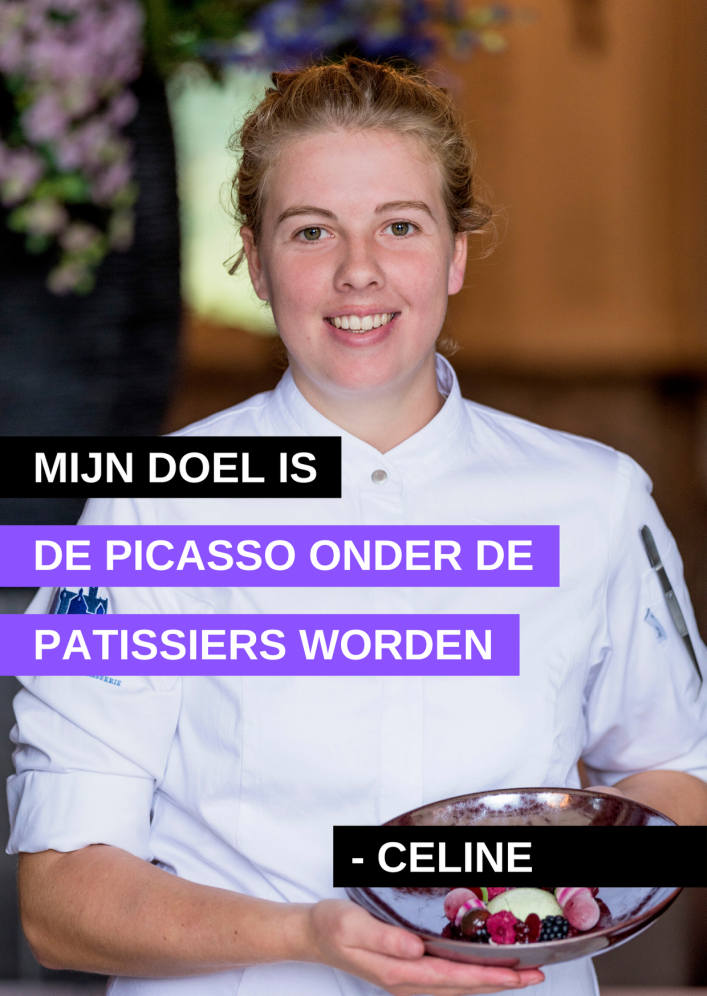 MIJN DOEL IS
DE PICASSO ONDER DE
PATISSIERS WORDEN
- CELINE